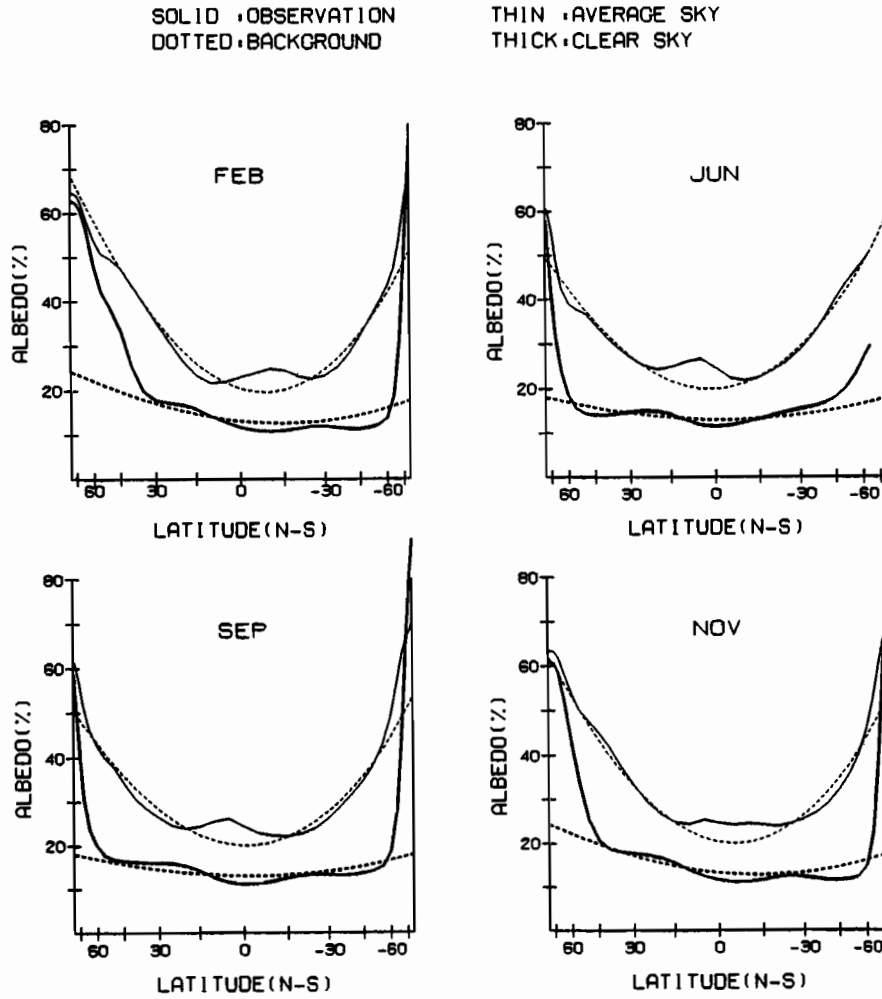 SOLID :OBSERVATION THIN :AVERAGE SKY
DOTTED:BACKGROUND THICK:CLEAR SKY
FEB
ALBEDO(%)
80
60
40
20
60 30 0 -30 -60
LATITUDE(N-S)
JUN
ALBEDO(%)
80
60
40
20
60 30 0 -30 -60
LATITUDE(N-S)
SEP
ALBEDO(%)
80
60
40
20
60 30 0 -30 -60
LATITUDE(N-S)
NOV
ALBEDO(%)
80
60
40
20
60 30 0 -30 -60
LATITUDE(N-S)